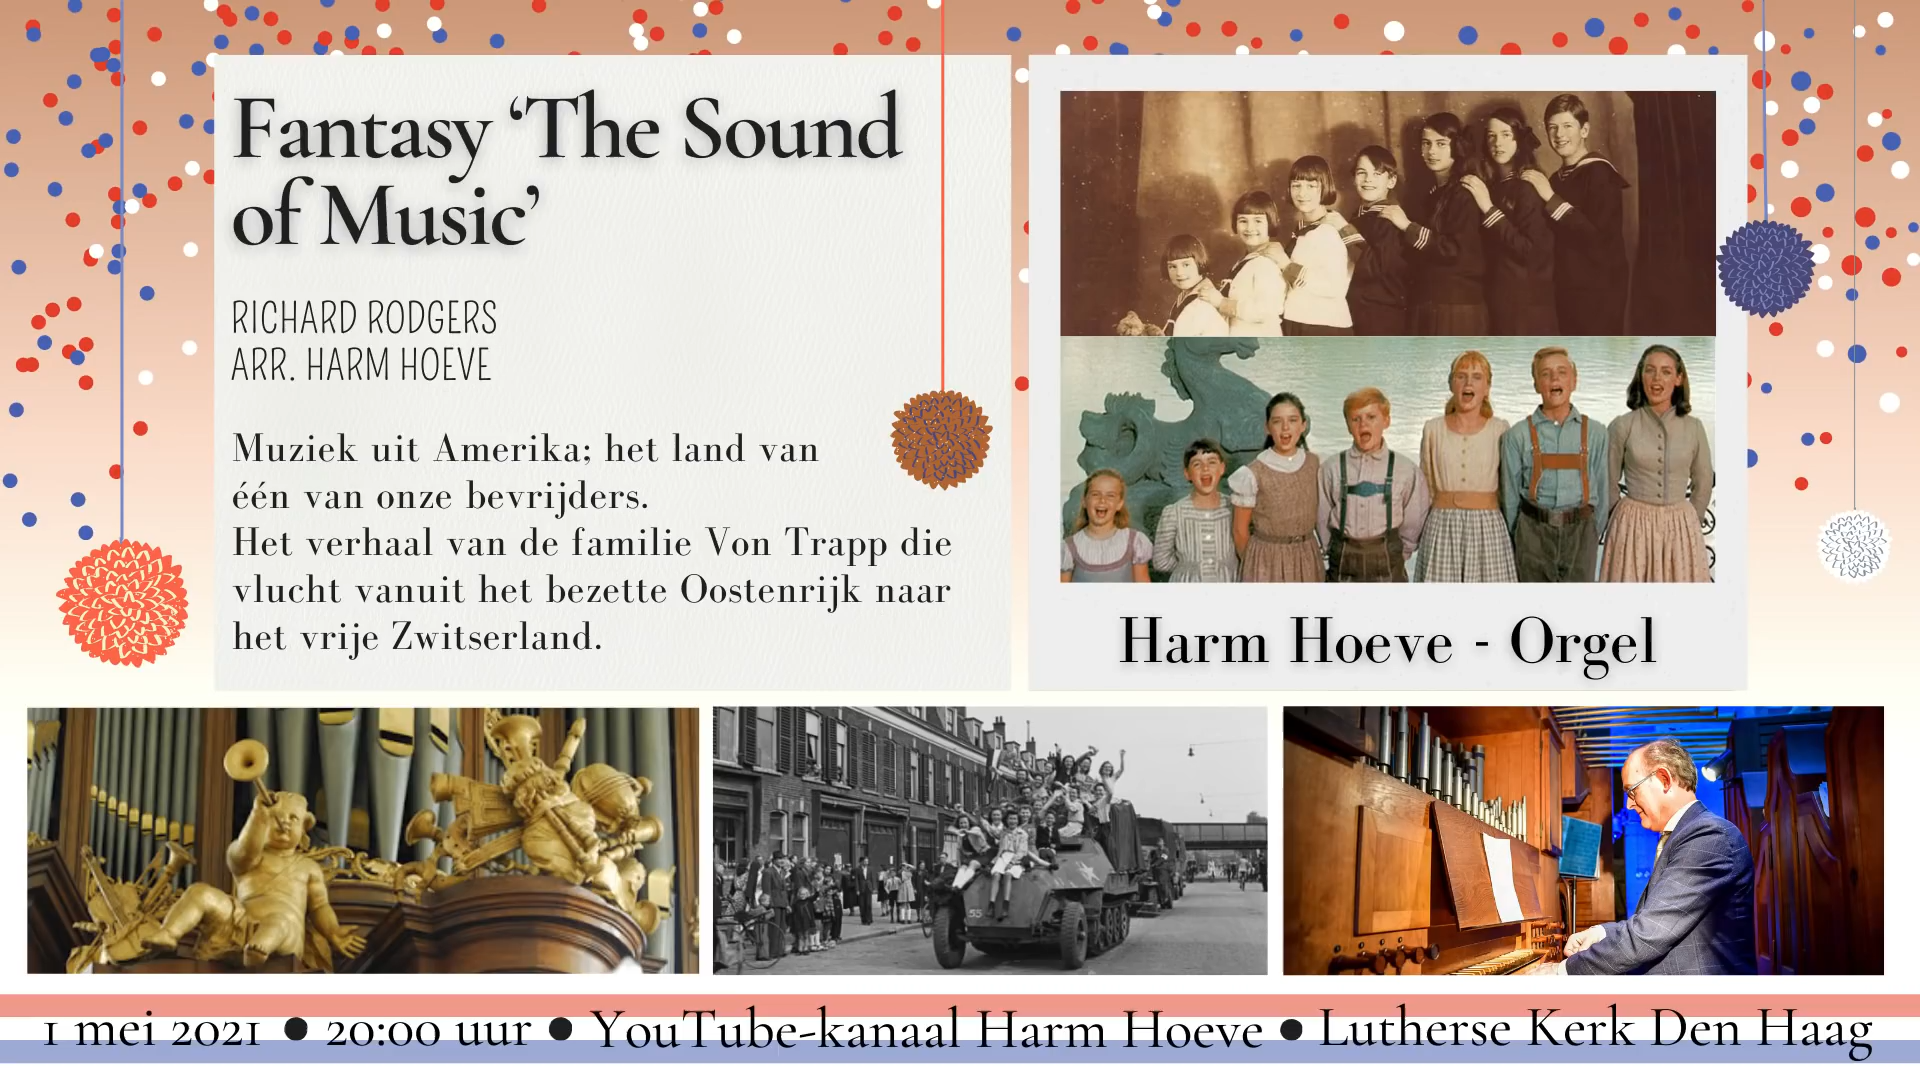 Fantasy ‘The Sound
of Music’
RICHARD RODGERS
ARR. HARM HOEVE
Muziek uit Amerika; het land van
één van onze bevrijders.
Het verhaal van de familie Von Trapp die
vlucht vanuit het bezette Oostenrijk naar
het vrije Zwitserland.
Harm Hoeve - Orgel
55
1 mei 2021 ● 20:00 uur ● YouTube-kanaal Harm Hoeve ● Lutherse Kerk Den Haag